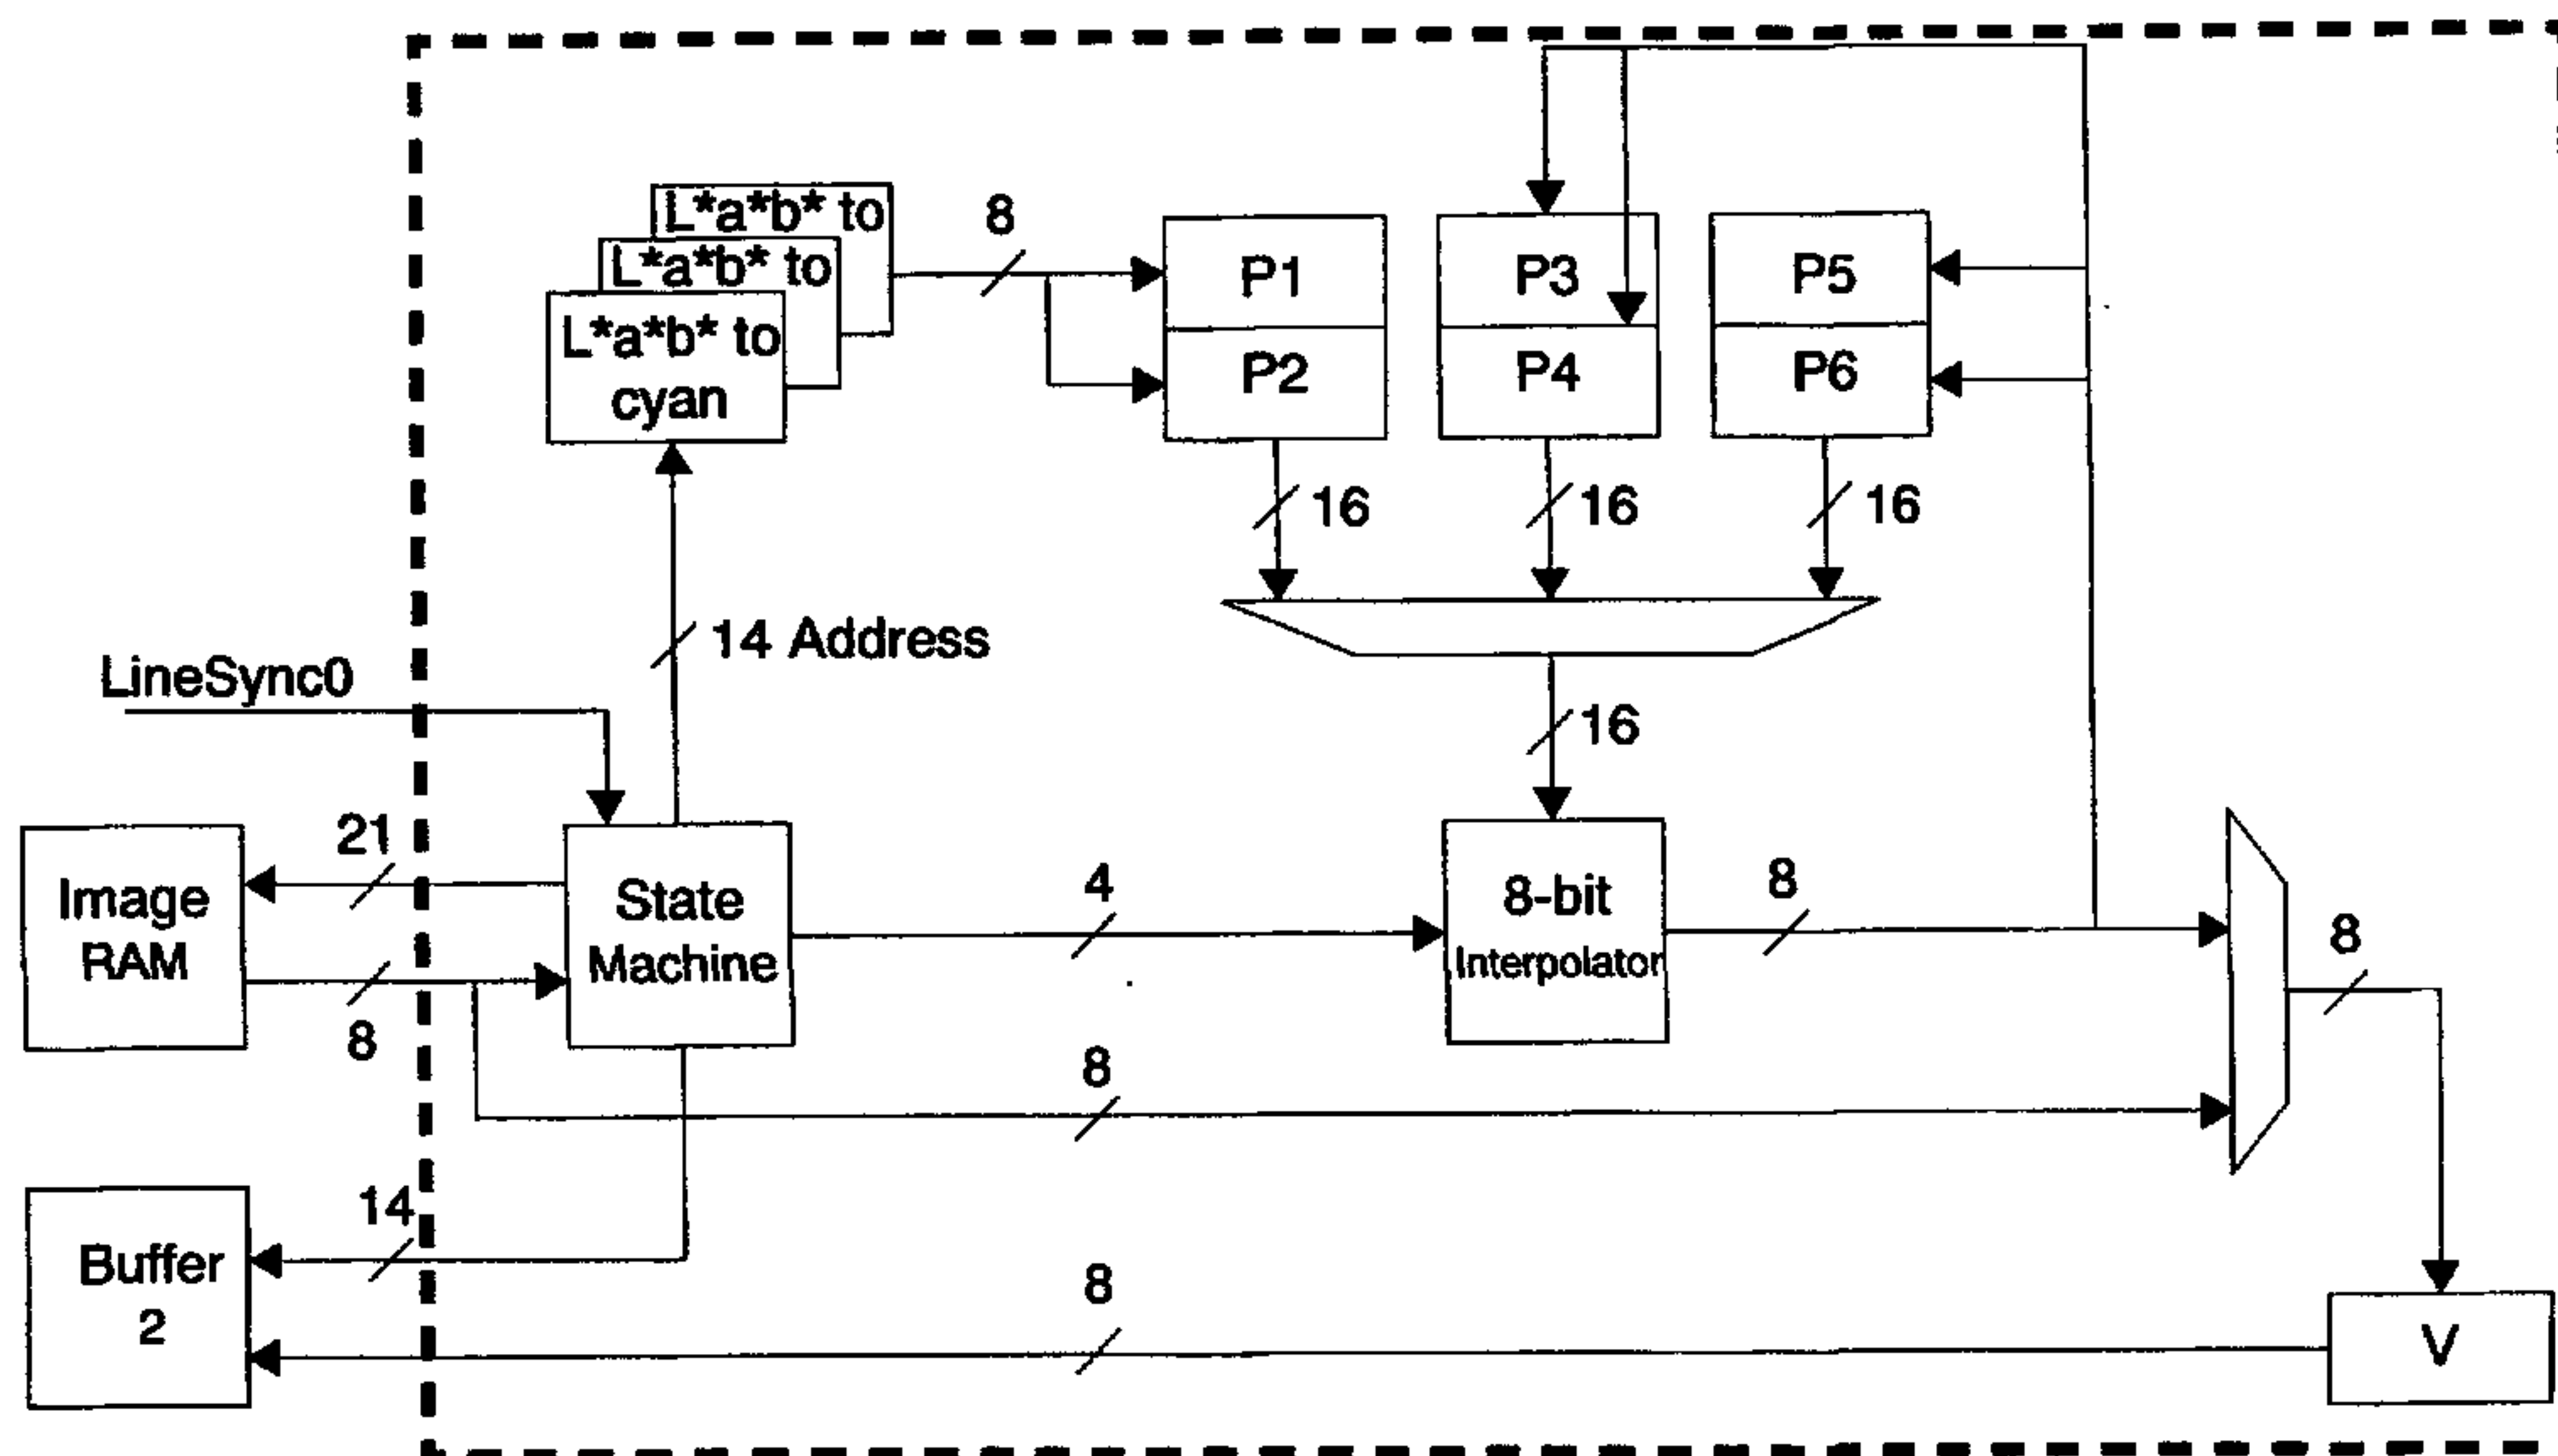 L*a*b* to
L*a*b* to
L*a*b* to
cyan
8
P1
P2
P3
P4
P5
P6
16
16
16
14 Address
LineSync0
16
Image
RAM
21
8
State
Machine
4
8-bit
Interpolator
8
8
8
Buffer
2
14
8
V